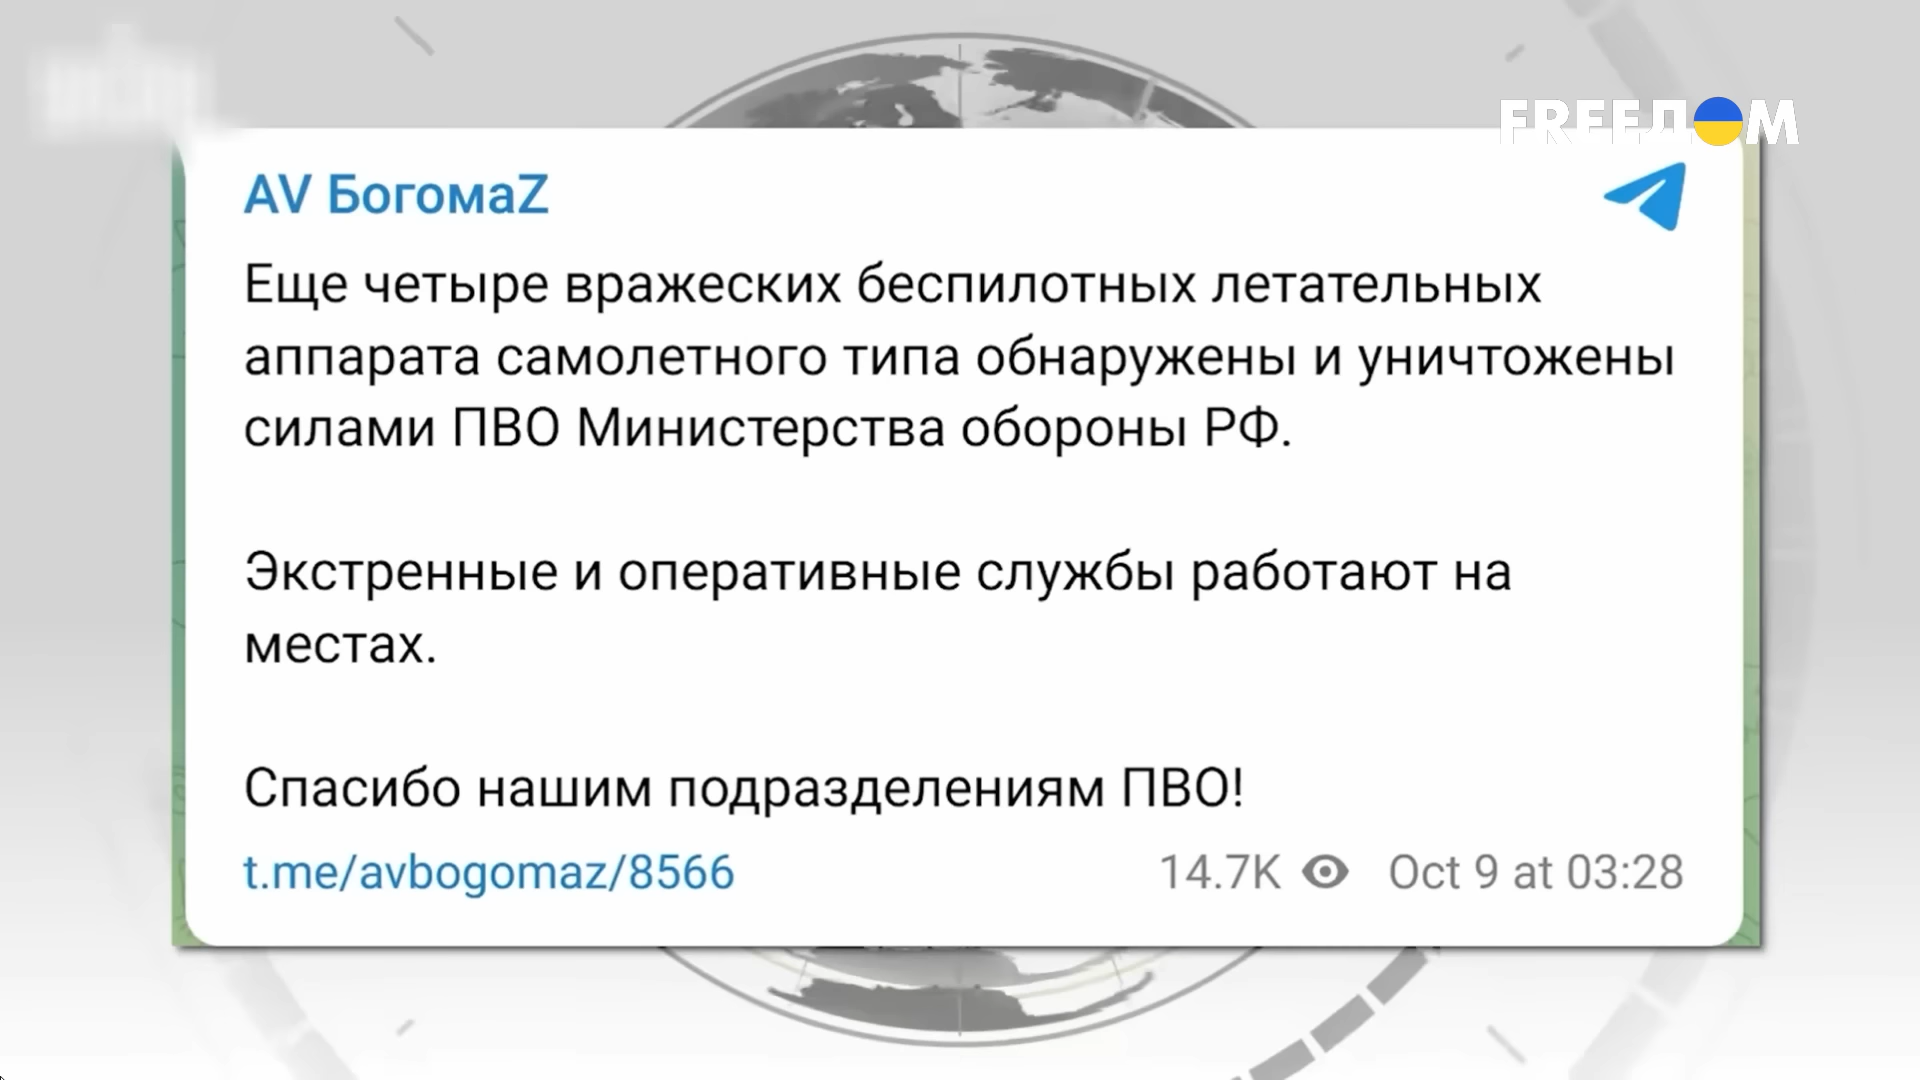 FREEДOM
AV БогомаZ
Еще четыре вражеских беспилотных летательных
аппарата самолетного типа обнаружены и уничтожены
силами ПВО Министерства обороны РФ.
Экстренные и оперативные службы работают на
местах.
Спасибо нашим подразделениям ПВО!
t.me/avbogomaz/8566 14.7K Oct 9 at 03:28